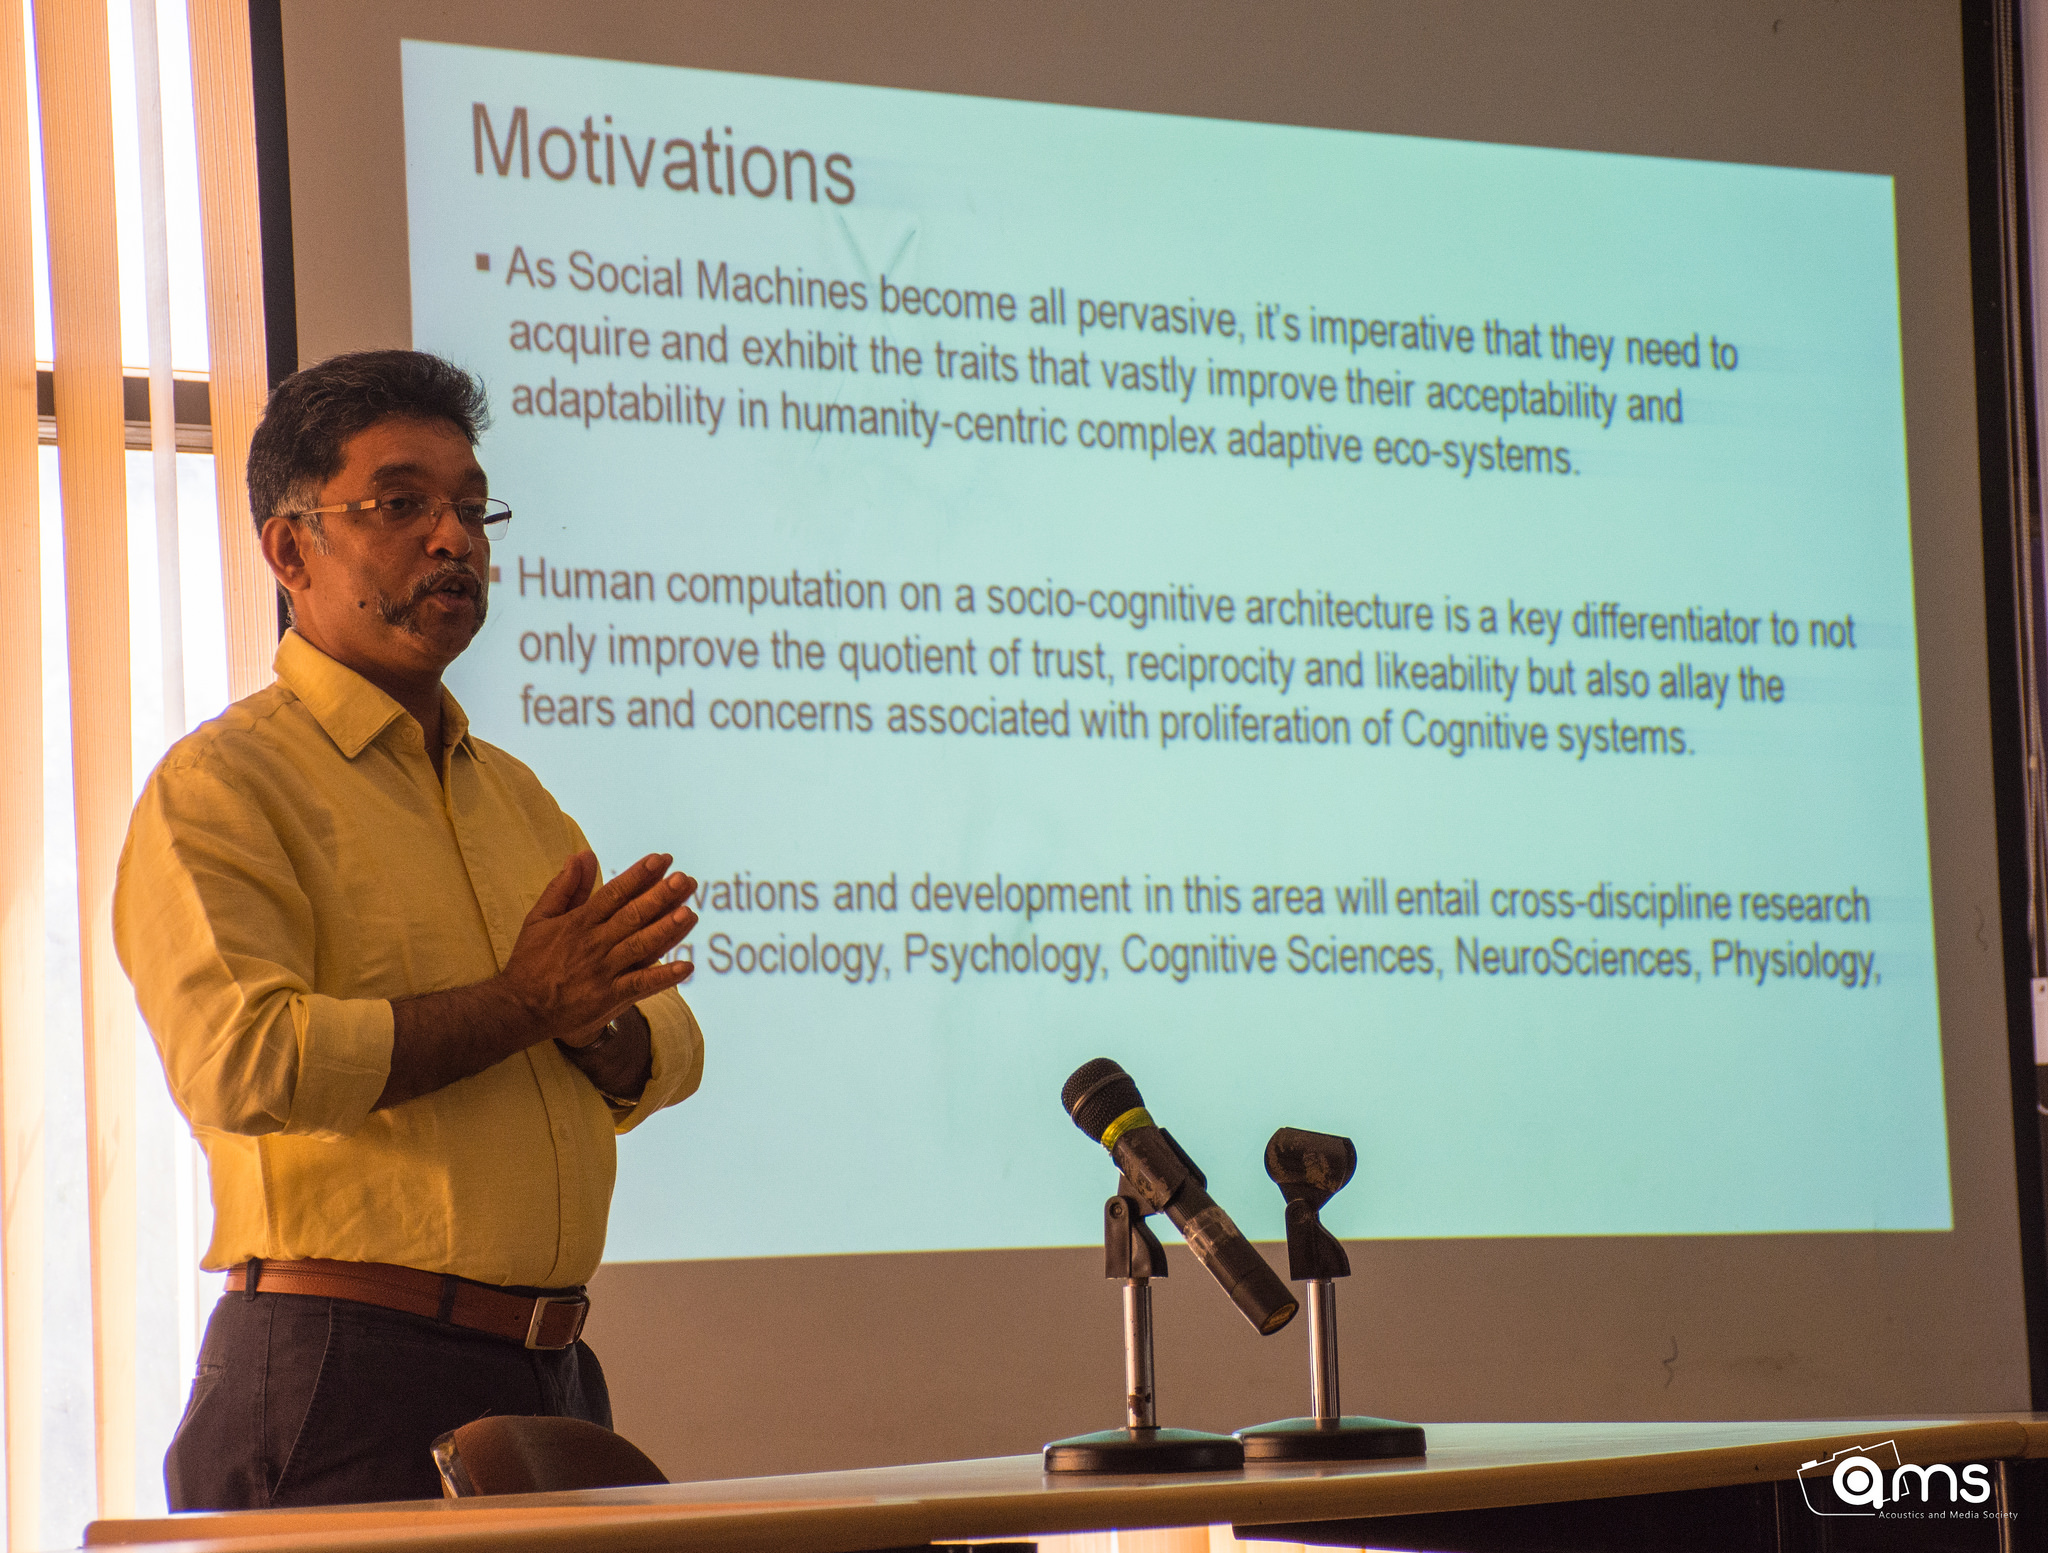 Motivations
▪ As Social Machines become all pervasive, it's imperative that they need to
acquire and exhibit the traits that vastly improve their acceptability and
adaptability in humanity-centric complex adaptive eco-systems.
▪ Human computation on a socio-cognitive architecture is a key differentiator to not
only improve the quotient of trust, reciprocity and likeability but also allay the
fears and concerns associated with proliferation of Cognitive systems.
and development in this area will entail cross-discipline research
Sociology, Psychology, Cognitive Sciences, NeuroSciences, Physiology,
ams
Acoustics and Media Society